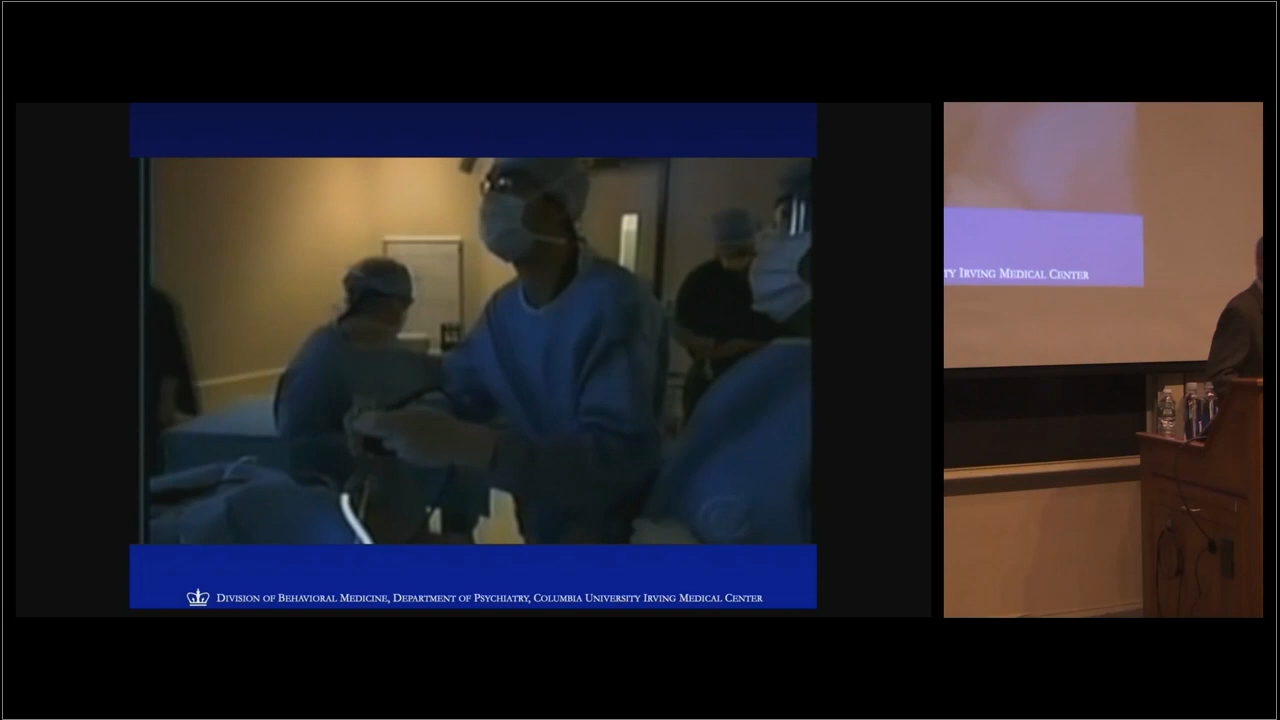 DIVISION OF BEHAVIORAL MEDICINE, DEPARTMENT OF PSYCHIATRY, COLUMBIA UNIVERSITY IRVING MEDICAL CENTER
TY IRVING MEDICAL CENTER